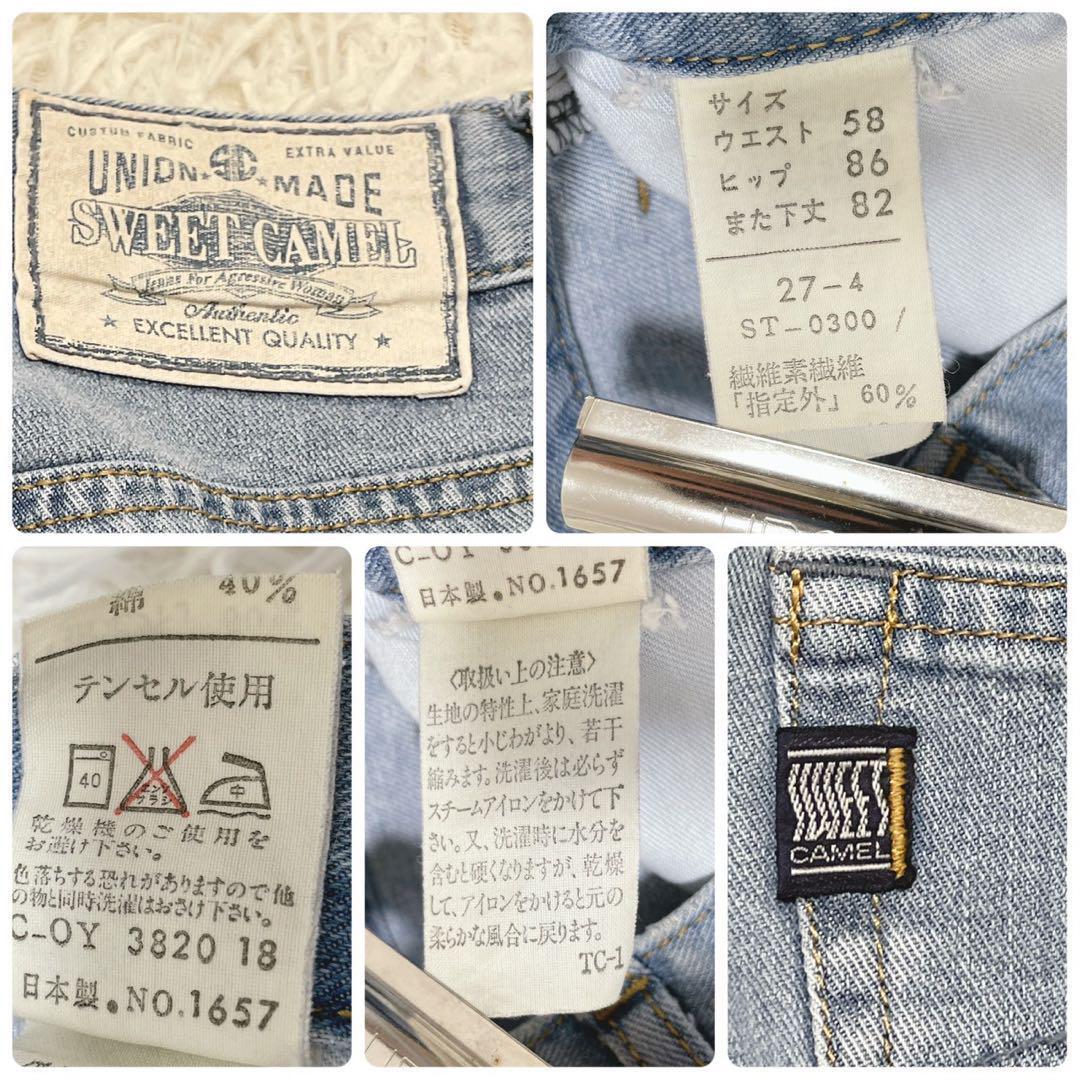 CUSTUM FABRIC
EXTRA VALUE
UNION SC MADE
SWEET CAMEL
Jeans For Agressive Woman
Authentic
EXCELLENT QUALITY
サイズ
ウエスト 58
ヒップ 86
また下丈 82
27-4
ST-0300 /
繊維素繊維
「指定外」 60%
綿 40%
テンセル使用
40
エンソ
ブラシ
中
乾燥機のご使用を
お避け下さい。
色落ちする恐れがありますので他
の物と同時洗濯はおさけ下さい。
C-OY 3820 18
日本製。NO.1657
C-OY
日本製。NO.1657
〈取扱い上の注意〉
生地の特性上、家庭洗濯
をすると小じわがより、若干
縮みます。洗濯後は必らず
スチームアイロンをかけて下
さい。又、洗濯時に水分を
含むと硬くなりますが、乾燥
して、アイロンをかけると元の
柔らかな風合に戻ります。
TC-1
SWEET
CAMEL